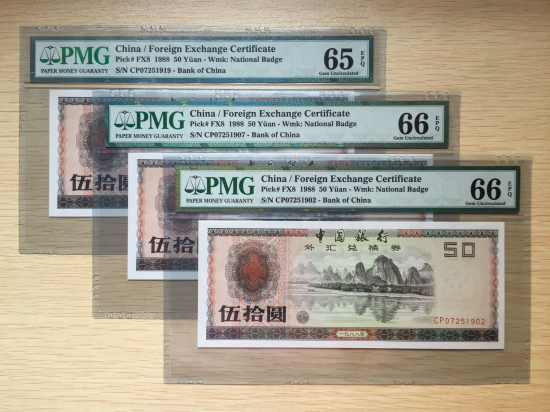 PMG
PAPER MONEY GUARANTY
China / Foreign Exchange Certificate
Pick# FX8 1988 50 Yüan - Wmk: National Badge
S/N CP07251919 - Bank of China
65 EPQ
Gem Uncirculated
伍拾圆
PMG
PAPER MONEY GUARANTY
China / Foreign Exchange Certificate
Pick# FX8 1988 50 Yüan - Wmk: National Badge
S/N CP07251907 - Bank of China
66 EPQ
Gem Uncirculated
伍拾圆
PMG
PAPER MONEY GUARANTY
China / Foreign Exchange Certificate
Pick# FX8 1988 50 Yüan - Wmk: National Badge
S/N CP07251902 - Bank of China
66 EPQ
Gem Uncirculated
中国银行
外汇兑换券
50
伍拾圆
CP07251902
一九八八年